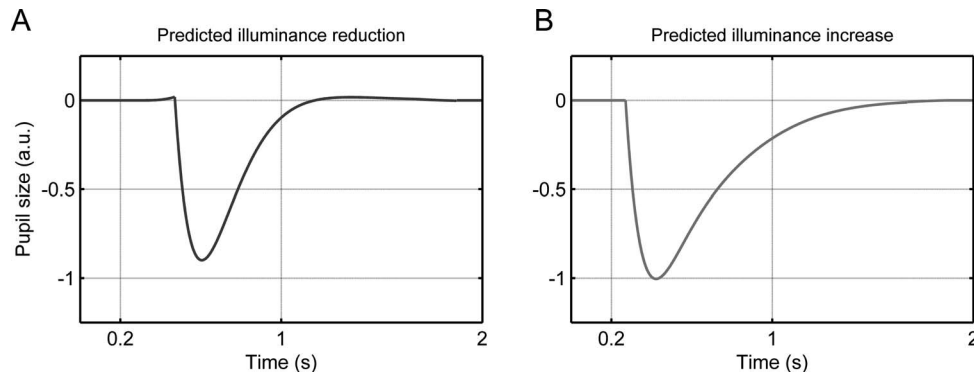 A
Predicted illuminance reduction
0
-0.5
-1
Pupil size (a.u.)
0.2 1 2
Time (s)
B
Predicted illuminance increase
0
-0.5
-1
0.2 1 2
Time (s)